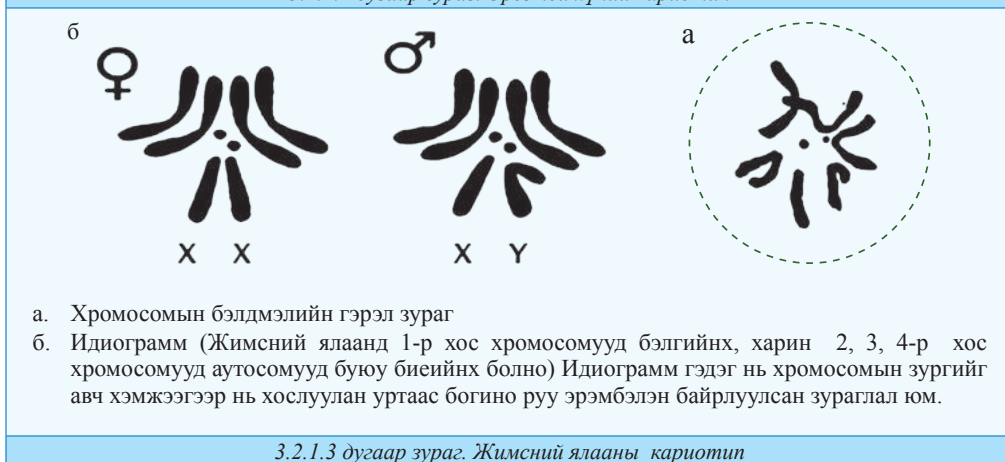 б
а
X X
X Y
а. Хромосомын бэлдмэлийн гэрэл зураг
б. Идиограмм (Жимсний ялаанд 1-р хос хромосомууд бэлгийнх, харин 2, 3, 4-р хос
хромосомууд аутосомууд буюу биеийнх болно) Идиограмм гэдэг нь хромосомын зургийг
авч хэмжээгээр нь хослуулан уртаас богино руу эрэмбэлэн байрлуулсан зураглал юм.
3.2.1.3 дугаар зураг. Жимсний ялааны кариотип